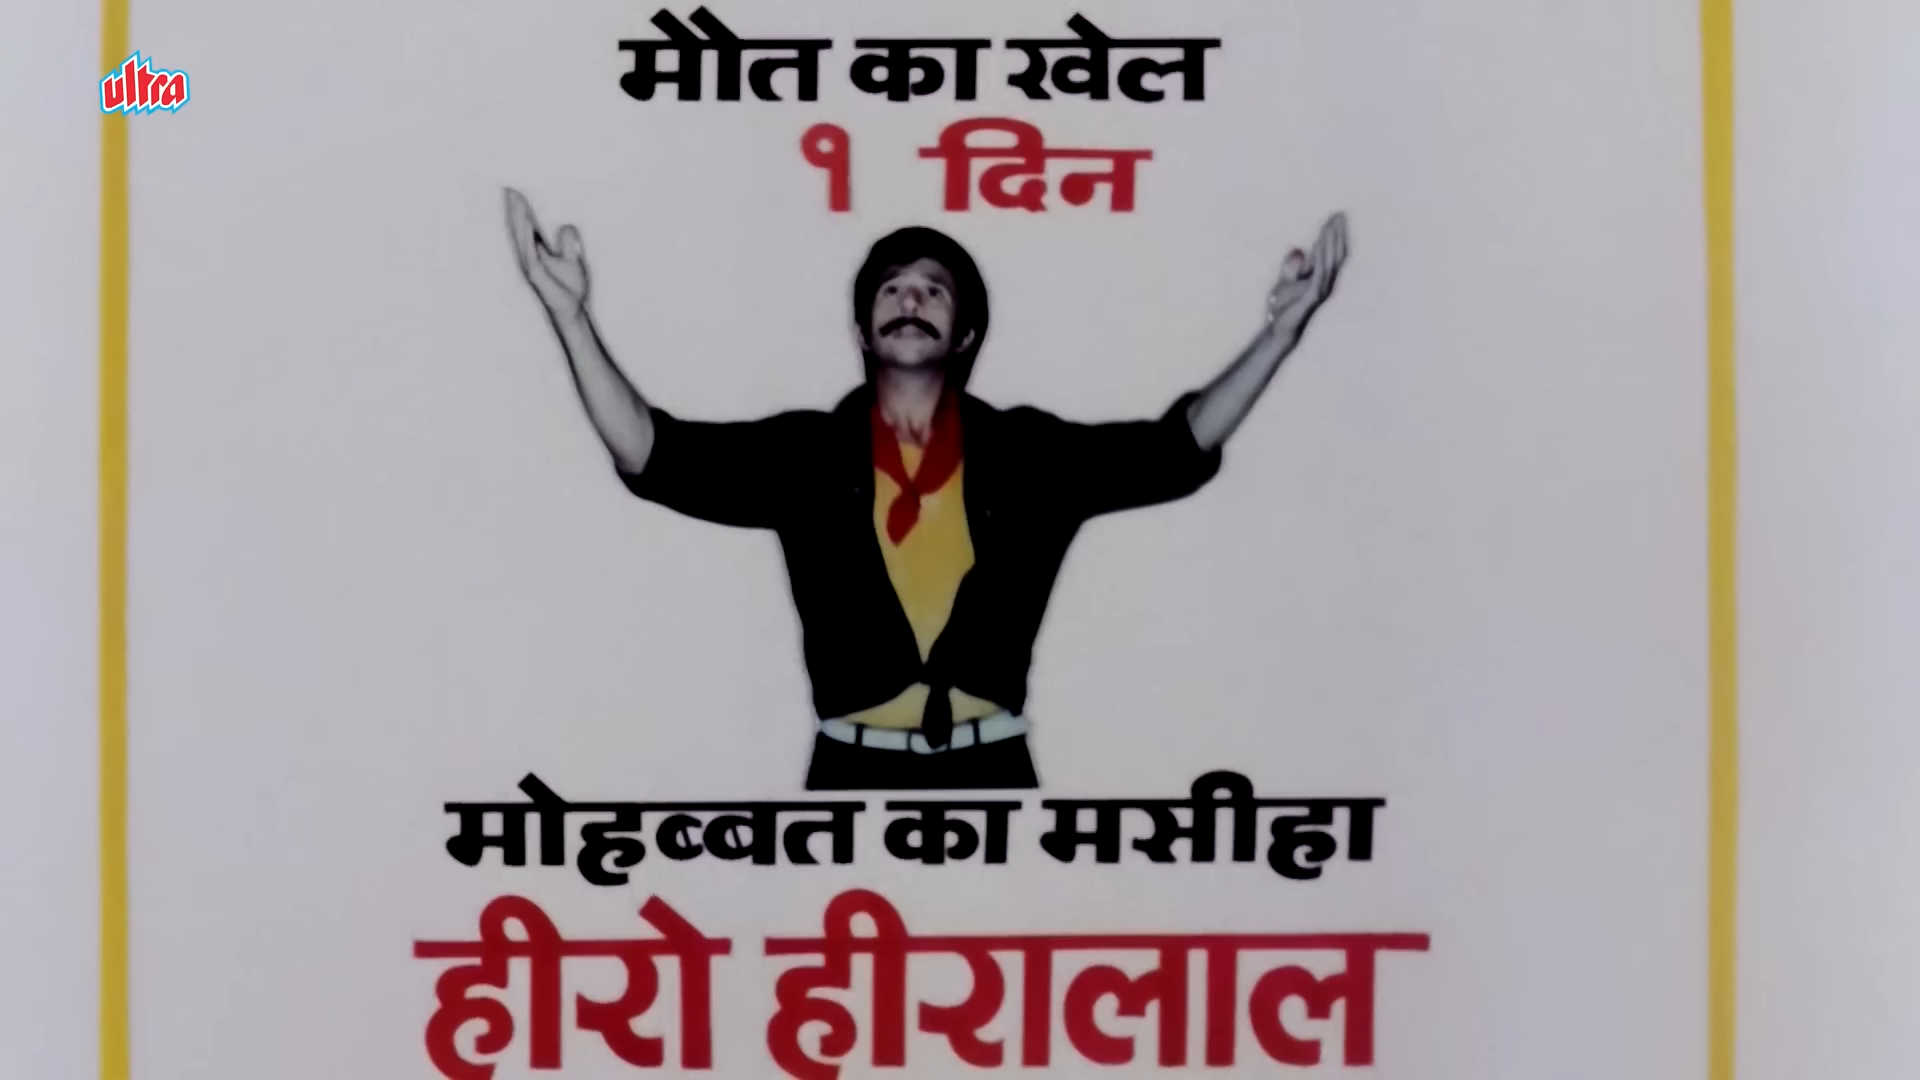 ultra
मौत का खेल
१ दिन
मोहब्बत का मसीहा
हीरो हीरालाल